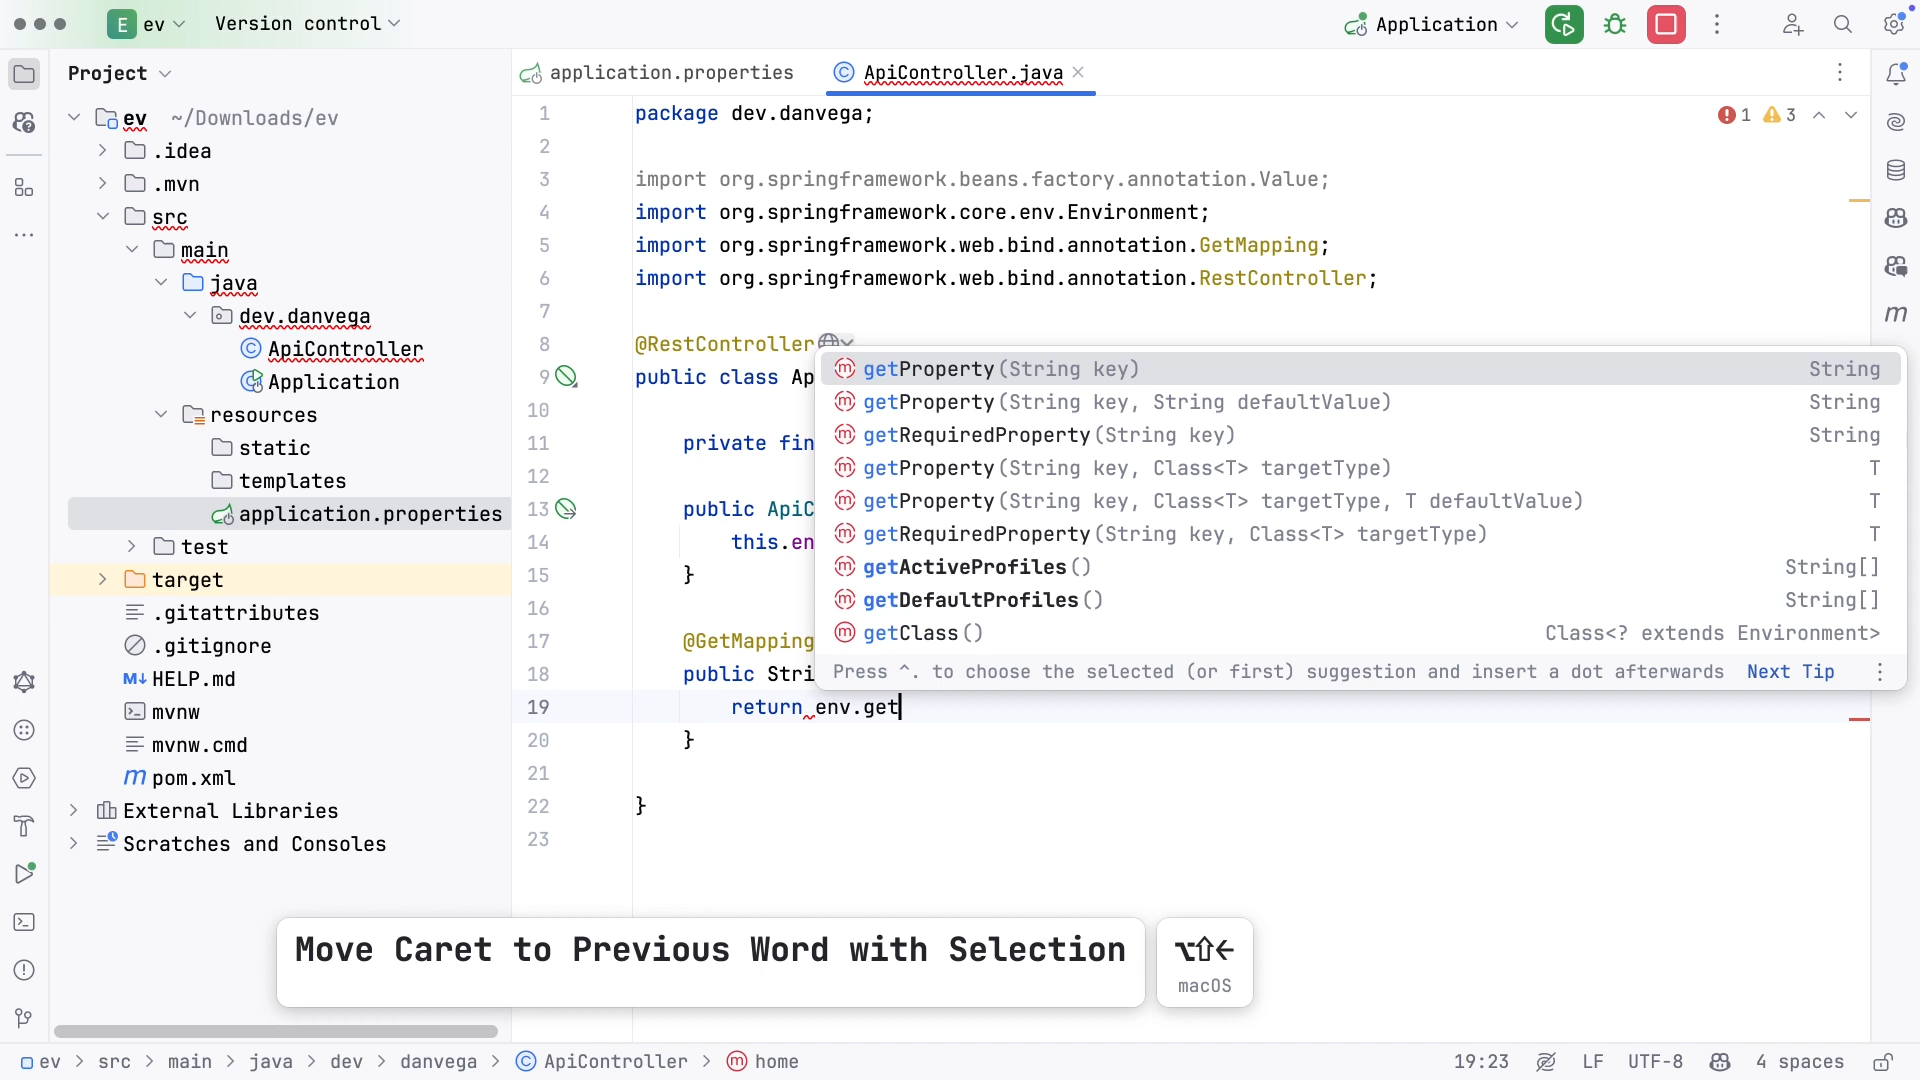 E ev Version control Application
Project
ev ~/Downloads/ev
.idea
.mvn
src
main
java
dev.danvega
ApiController
Application
resources
static
templates
application.properties
test
target
.gitattributes
.gitignore
M↓ HELP.md
mvnw
mvnw.cmd
m pom.xml
External Libraries
Scratches and Consoles
application.properties
C ApiController.java
1 package dev.danvega;
1 3
2
3 import org.springframework.beans.factory.annotation.Value;
4 import org.springframework.core.env.Environment;
5 import org.springframework.web.bind.annotation.GetMapping;
6 import org.springframework.web.bind.annotation.RestController;
7
8 @RestController
9 public class Ap
10
11 private fin
12
13 public ApiC
14 this.en
15 }
16
17 @GetMapping
18 public Stri
19 return env.get
20 }
21
22 }
23
m getProperty(String key) String
m getProperty(String key, String defaultValue) String
m getRequiredProperty(String key) String
m getProperty(String key, Class<T> targetType) T
m getProperty(String key, Class<T> targetType, T defaultValue) T
m getRequiredProperty(String key, Class<T> targetType) T
m getActiveProfiles() String[]
m getDefaultProfiles() String[]
m getClass() Class<? extends Environment>
Press ^. to choose the selected (or first) suggestion and insert a dot afterwards Next Tip
m
Move Caret to Previous Word with Selection
⌥⇧←
macOS
ev > src > main > java > dev > danvega > C ApiController > m home
19:23 LF UTF-8 4 spaces